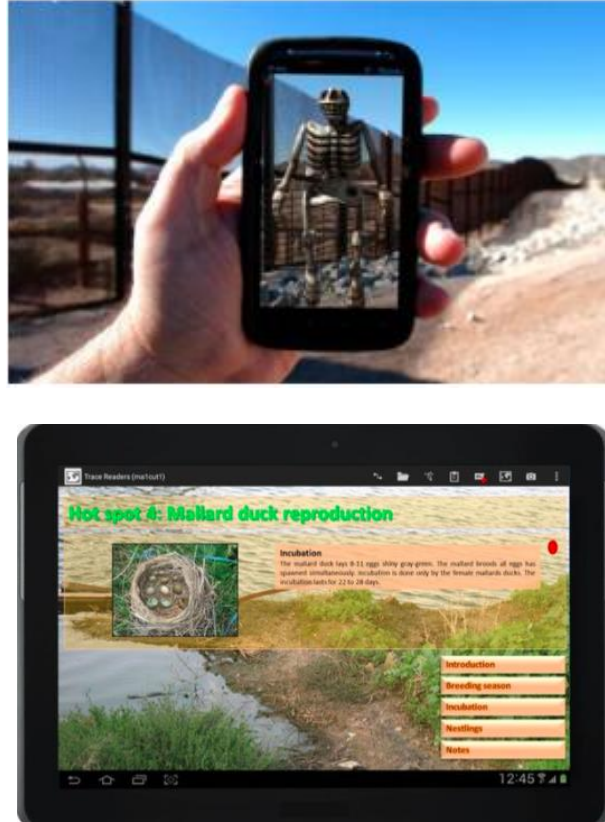 Trace Readers (ma1out1)
Hot spot 4: Mallard duck reproduction
Incubation
The mallard duck lays 8-11 eggs shiny gray-green. The mallard broods all eggs has
spawned simultaneously. Incubation is done only by the female mallards ducks. The
incubation lasts for 22 to 28 days.
Introduction
Breeding season
Incubation
Nestlings
Notes
12:45